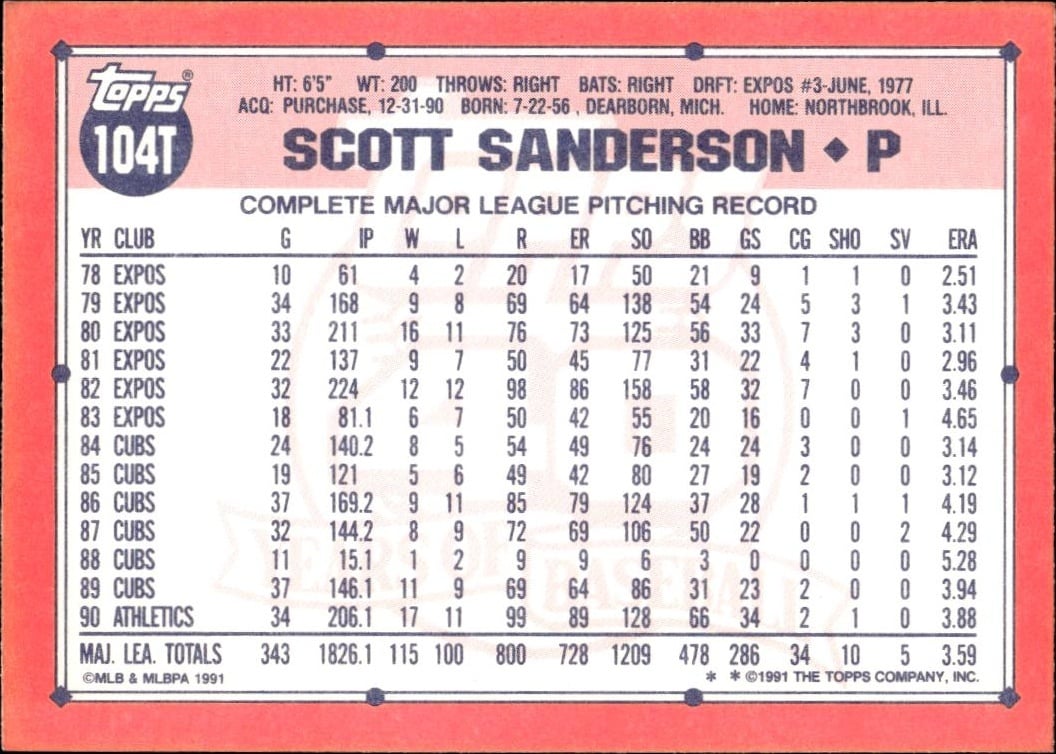 topps®
104T
HT: 6'5" WT: 200 THROWS: RIGHT BATS: RIGHT DRFT: EXPOS #3-JUNE, 1977
ACQ: PURCHASE, 12-31-90 BORN: 7-22-56 , DEARBORN, MICH. HOME: NORTHBROOK, ILL.
SCOTT SANDERSON ◆ P
COMPLETE MAJOR LEAGUE PITCHING RECORD
YR CLUB G IP W L R ER SO BB GS CG SHO SV ERA
78 EXPOS 10 61 4 2 20 17 50 21 9 1 1 0 2.51
79 EXPOS 34 168 9 8 69 64 138 54 24 5 3 1 3.43
80 EXPOS 33 211 16 11 76 73 125 56 33 7 3 0 3.11
81 EXPOS 22 137 9 7 50 45 77 31 22 4 1 0 2.96
82 EXPOS 32 224 12 12 98 86 158 58 32 7 0 0 3.46
83 EXPOS 18 81.1 6 7 50 42 55 20 16 0 0 1 4.65
84 CUBS 24 140.2 8 5 54 49 76 24 24 3 0 0 3.14
85 CUBS 19 121 5 6 49 42 80 27 19 2 0 0 3.12
86 CUBS 37 169.2 9 11 85 79 124 37 28 1 1 1 4.19
87 CUBS 32 144.2 8 9 72 69 106 50 22 0 0 2 4.29
88 CUBS 11 15.1 1 2 9 9 6 3 0 0 0 0 5.28
89 CUBS 37 146.1 11 9 69 64 86 31 23 2 0 0 3.94
90 ATHLETICS 34 206.1 17 11 99 89 128 66 34 2 1 0 3.88
MAJ. LEA. TOTALS 343 1826.1 115 100 800 728 1209 478 286 34 10 5 3.59
©MLB & MLBPA 1991 * * ©1991 THE TOPPS COMPANY, INC.
40
YEARS OF BASEBALL